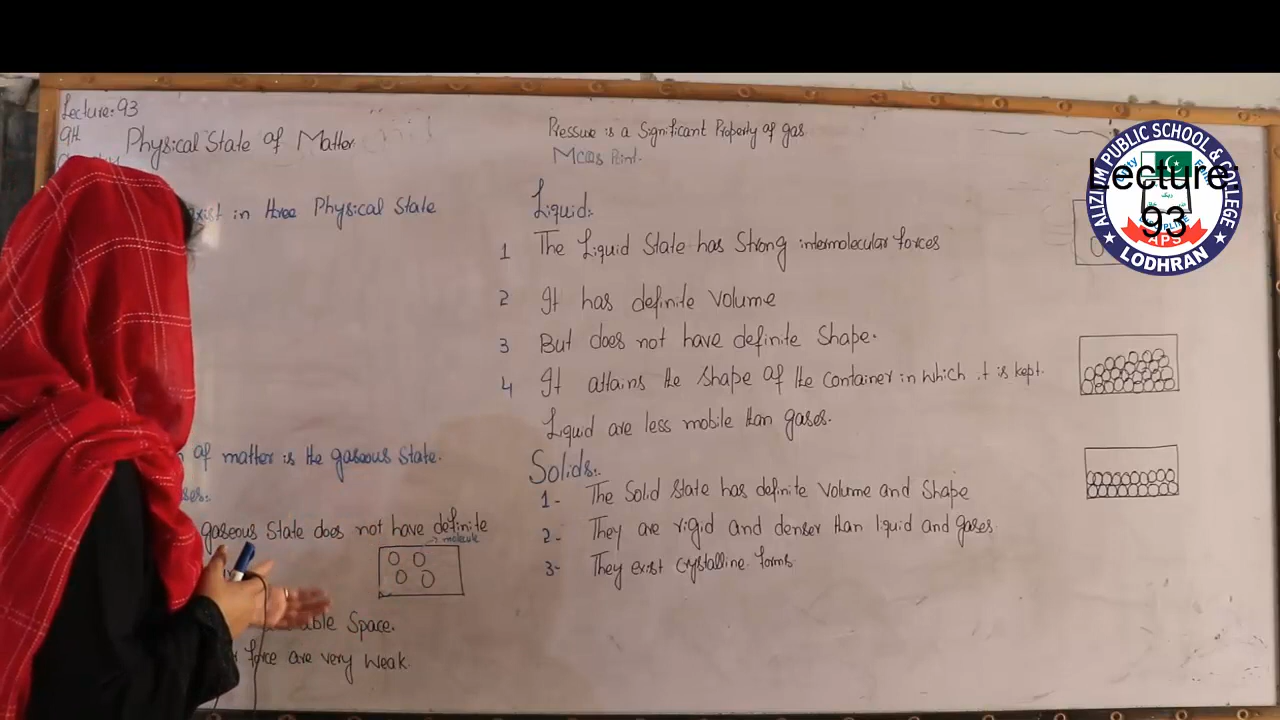 Lecture:93
9th
Physical State of Matter
exist in three Physical State
of matter is the gaseous state.
gaseous State does not have definite
molecule
Space.
force are very weak.
Pressure is a Significant Property of gas
MCQS Point.
Liquid:
1 The Liquid State has Strong intermolecular forces
2 It has definite volume
3 But does not have definite Shape.
4 It attains the shape of the container in which it is kept.
Liquid are less mobile than gases.
Solids:
1- The Solid state has definite volume and Shape
2- They are rigid and denser than liquid and gases
3- They exist crystalline forms
ALIZIM PUBLIC SCHOOL & COLLEGE
Lecture:
93
APS
LODHRAN